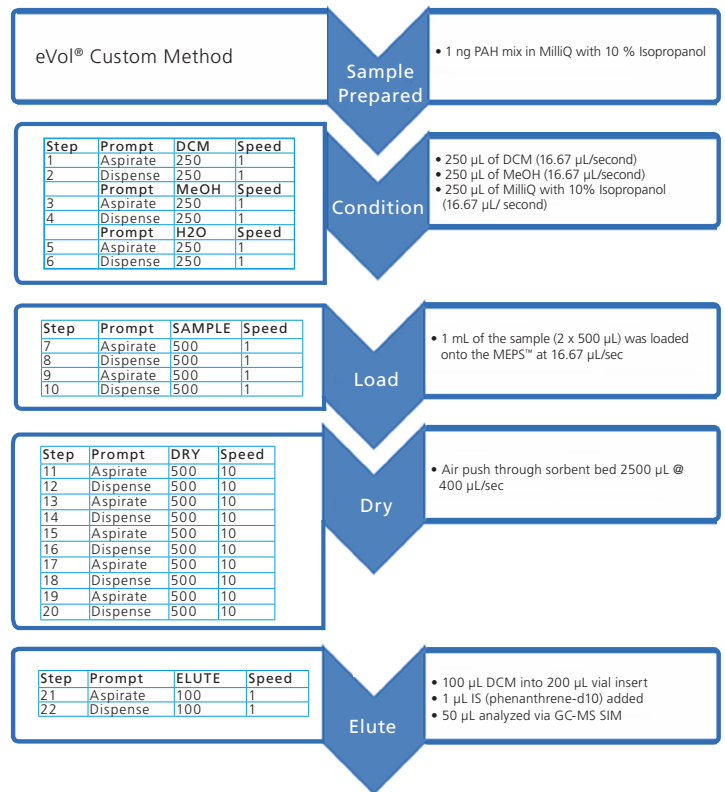 eVol® Custom Method
Sample
Prepared
• 1 ng PAH mix in MilliQ with 10 % Isopropanol
Step Prompt DCM Speed
1 Aspirate 250 1
2 Dispense 250 1
Prompt MeOH Speed
3 Aspirate 250 1
4 Dispense 250 1
Prompt H2O Speed
5 Aspirate 250 1
6 Dispense 250 1
Condition
• 250 µL of DCM (16.67 µL/second)
• 250 µL of MeOH (16.67 µL/second)
• 250 µL of MilliQ with 10% Isopropanol
(16.67 µL/ second)
Step Prompt SAMPLE Speed
7 Aspirate 500 1
8 Dispense 500 1
9 Aspirate 500 1
10 Dispense 500 1
Load
• 1 mL of the sample (2 x 500 µL) was loaded
onto the MEPS™ at 16.67 µL/sec
Step Prompt DRY Speed
11 Aspirate 500 10
12 Dispense 500 10
13 Aspirate 500 10
14 Dispense 500 10
15 Aspirate 500 10
16 Dispense 500 10
17 Aspirate 500 10
18 Dispense 500 10
19 Aspirate 500 10
20 Dispense 500 10
Dry
• Air push through sorbent bed 2500 µL @
400 µL/sec
Step Prompt ELUTE Speed
21 Aspirate 100 1
22 Dispense 100 1
Elute
• 100 µL DCM into 200 µL vial insert
• 1 µL IS (phenanthrene-d10) added
• 50 µL analyzed via GC-MS SIM